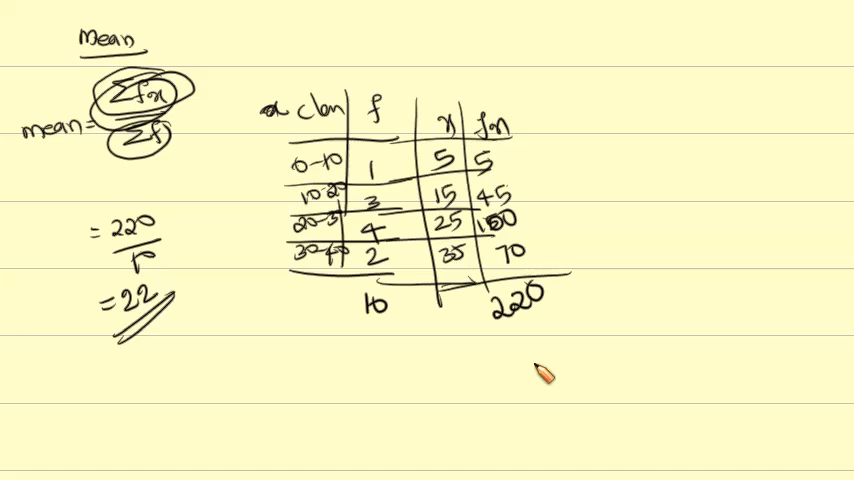 Mean
mean = Σfx
Σf
= 220
10
= 22
class f x fx
0-10 1 5 5
10-20 3 15 45
20-3 4 25 100
30-40 2 35 70
10 220